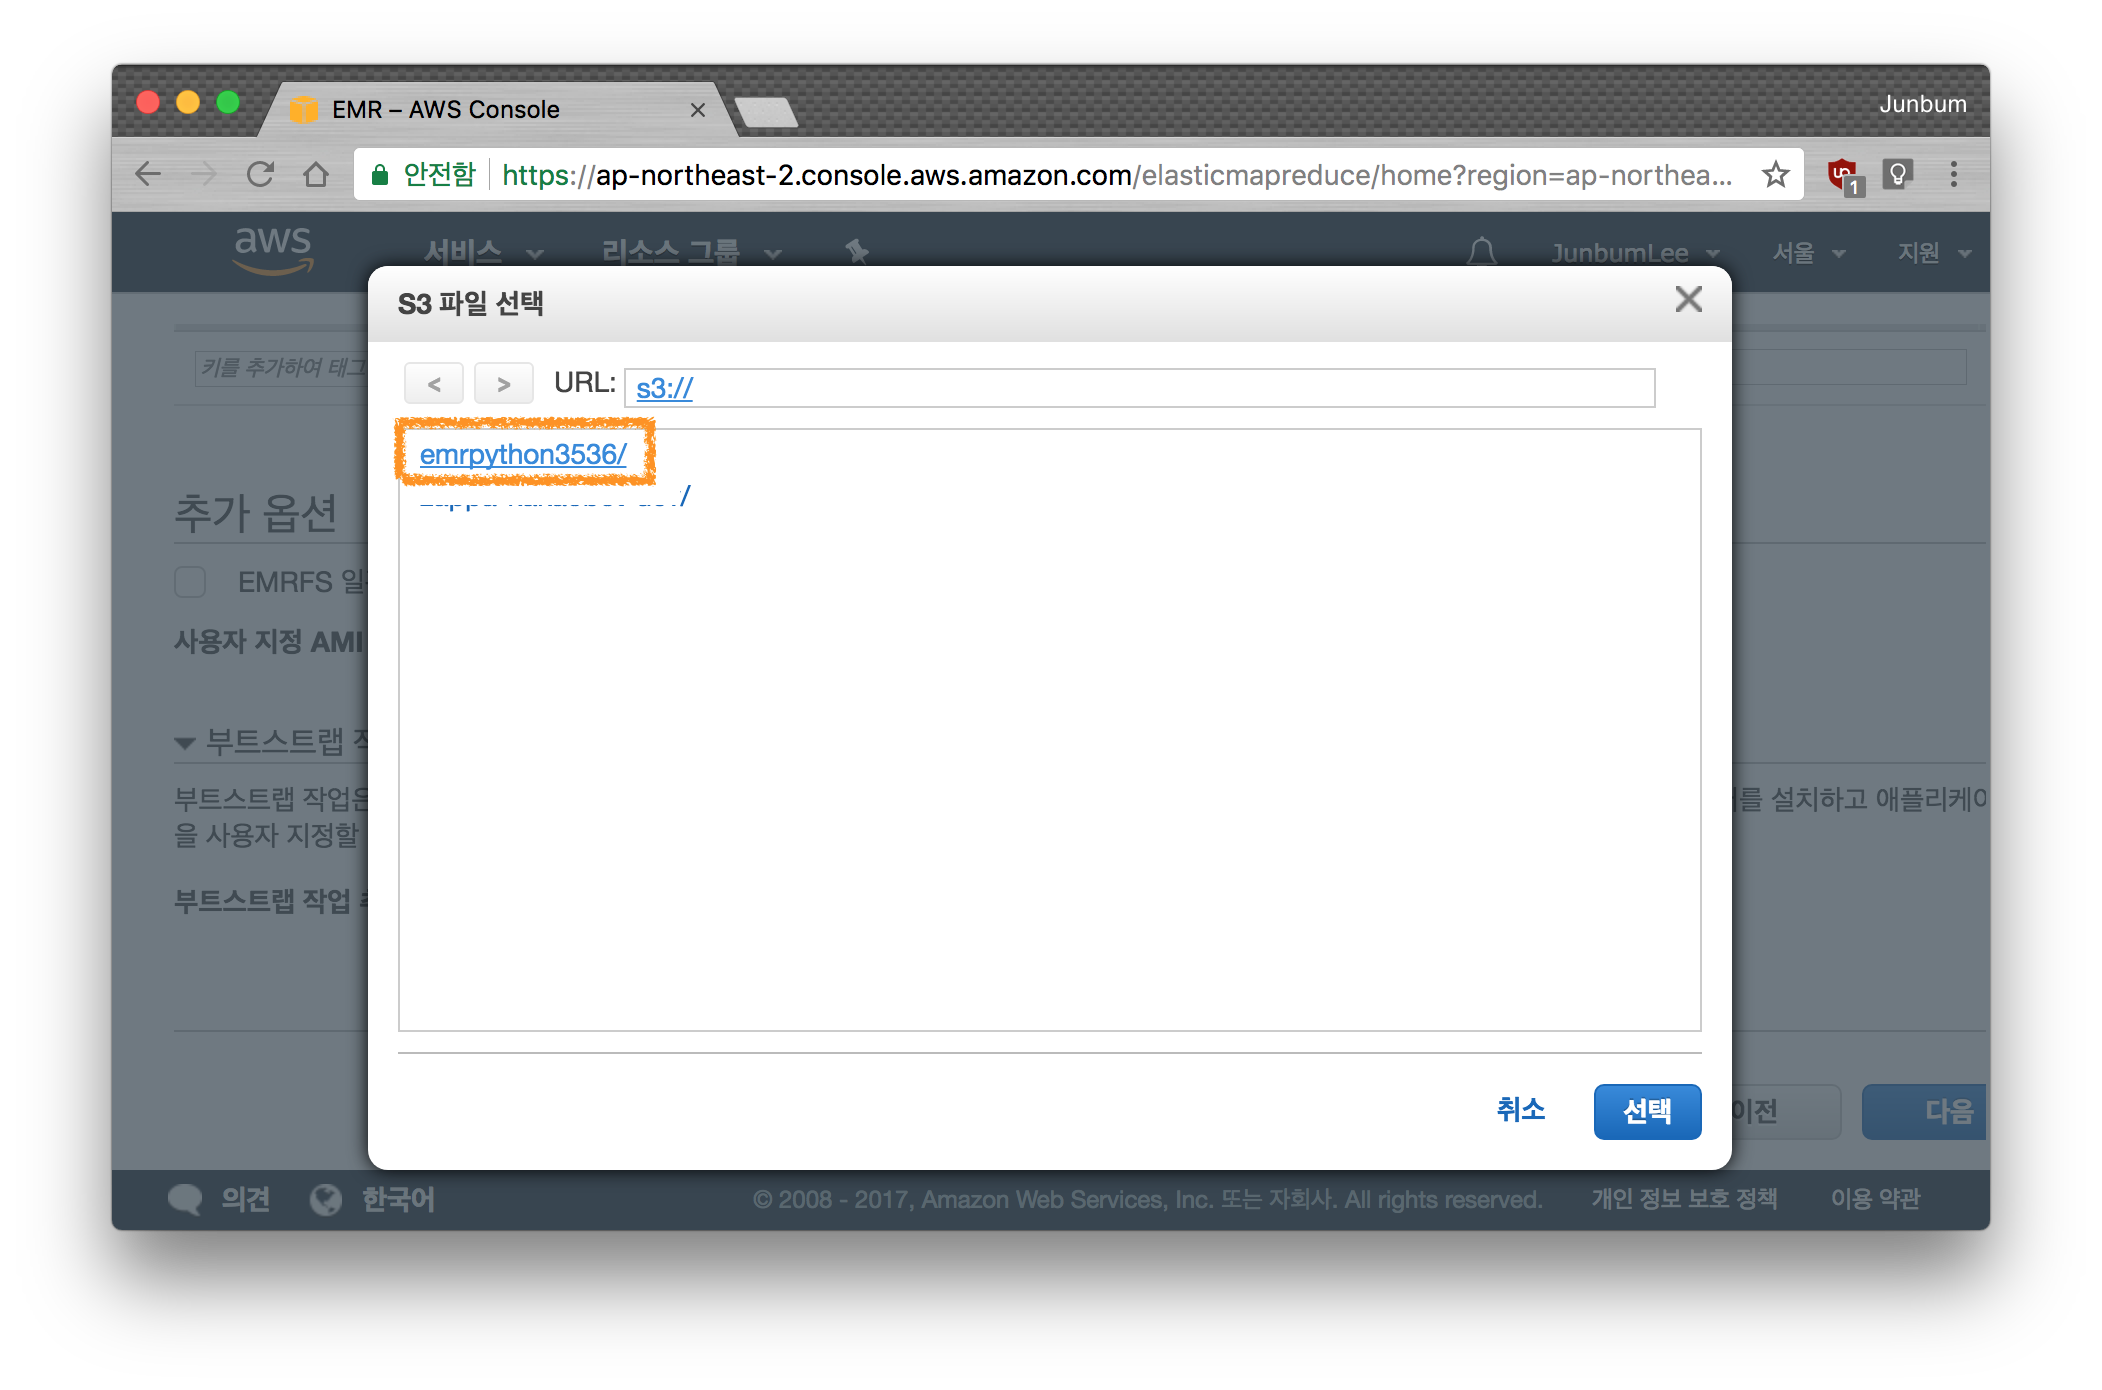 EMR – AWS Console
Junbum
안전함 https://ap-northeast-2.console.aws.amazon.com/elasticmapreduce/home?region=ap-northea...
1
aws 서비스 리소스 그룹 JunbumLee 서울 지원
S3 파일 선택
키를 추가하여 태그
< > URL: s3://
emrpython3536/
/
추가 옵션
EMRFS
사용자 지정 AMI
부트스트랩
부트스트랩 작업은
를 설치하고 애플리케이
을 사용자 지정할
부트스트랩 작업
취소 선택 이전 다음
의견 한국어 © 2008 - 2017, Amazon Web Services, Inc. 또는 자회사. All rights reserved. 개인 정보 보호 정책 이용 약관